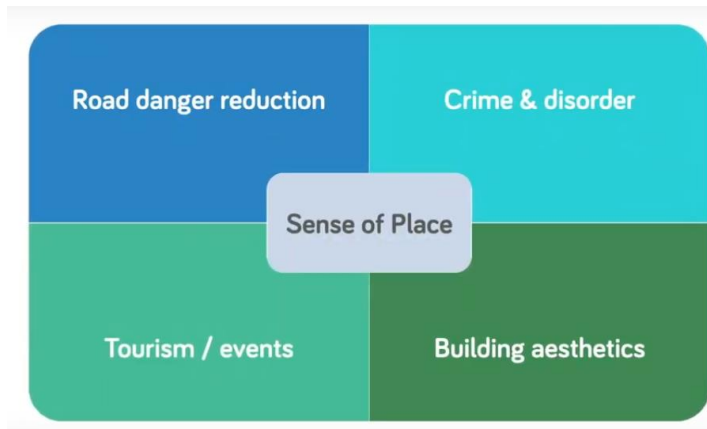 Road danger reduction
Crime & disorder
Sense of Place
Tourism / events
Building aesthetics